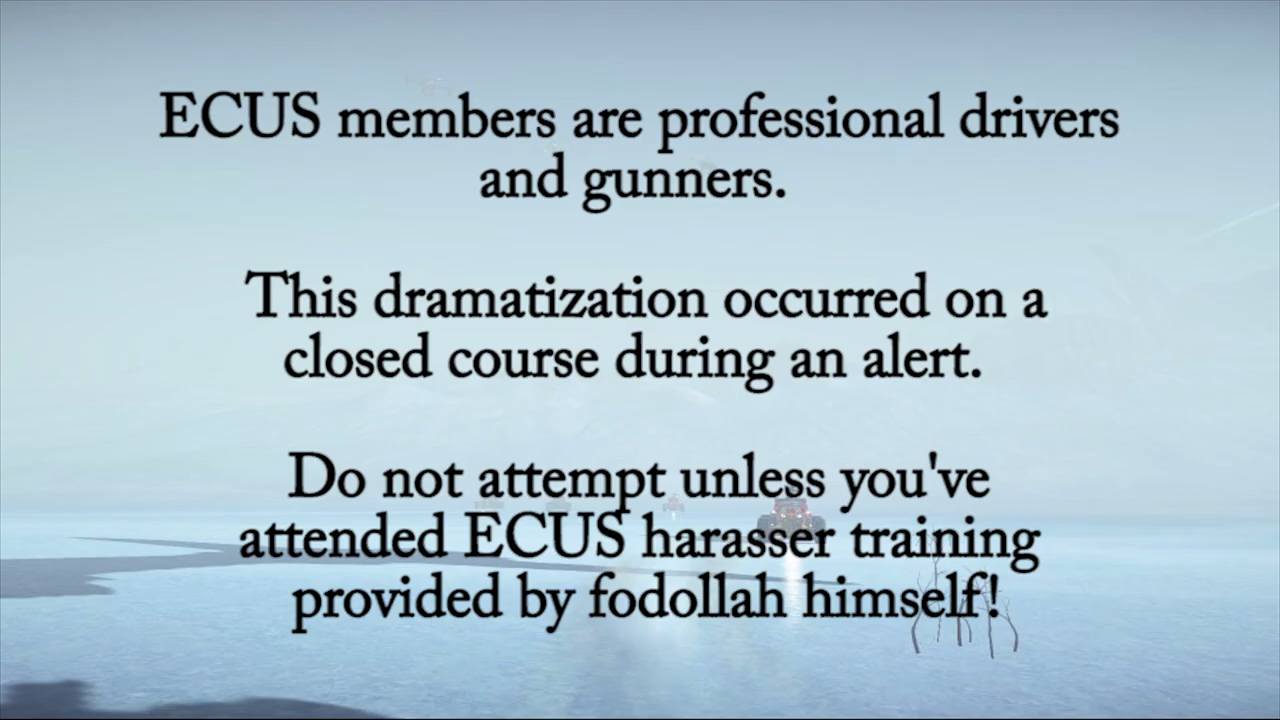 ECUS members are professional drivers
and gunners.
This dramatization occurred on a
closed course during an alert.
Do not attempt unless you've
attended ECUS harasser training
provided by fodollah himself!